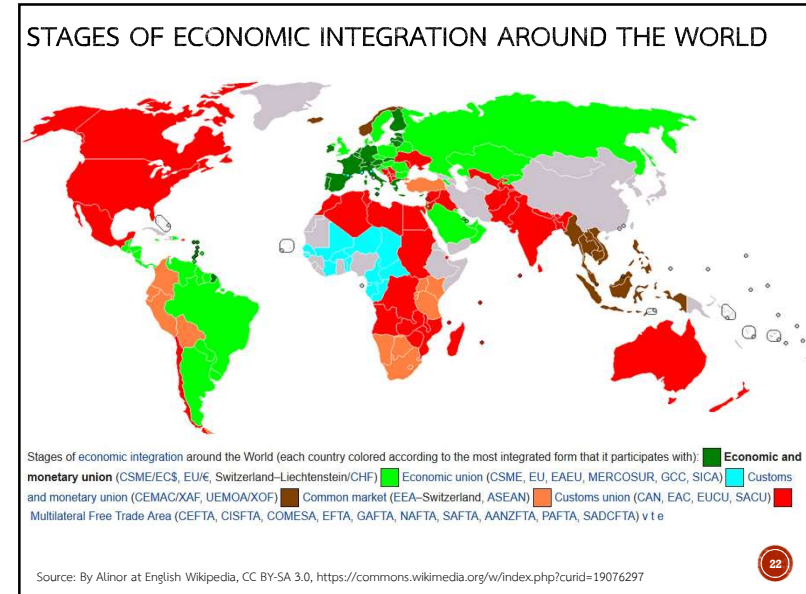 STAGES OF ECONOMIC INTEGRATION AROUND THE WORLD
Stages of economic integration around the World (each country colored according to the most integrated form that it participates with): Economic and
monetary union (CSME/EC$, EU/€, Switzerland–Liechtenstein/CHF) Economic union (CSME, EU, EAEU, MERCOSUR, GCC, SICA) Customs
and monetary union (CEMAC/XAF, UEMOA/XOF) Common market (EEA–Switzerland, ASEAN) Customs union (CAN, EAC, EUCU, SACU)
Multilateral Free Trade Area (CEFTA, CISFTA, COMESA, EFTA, GAFTA, NAFTA, SAFTA, AANZFTA, PAFTA, SADCFTA) v t e
22
Source: By Alinor at English Wikipedia, CC BY-SA 3.0, https://commons.wikimedia.org/w/index.php?curid=19076297